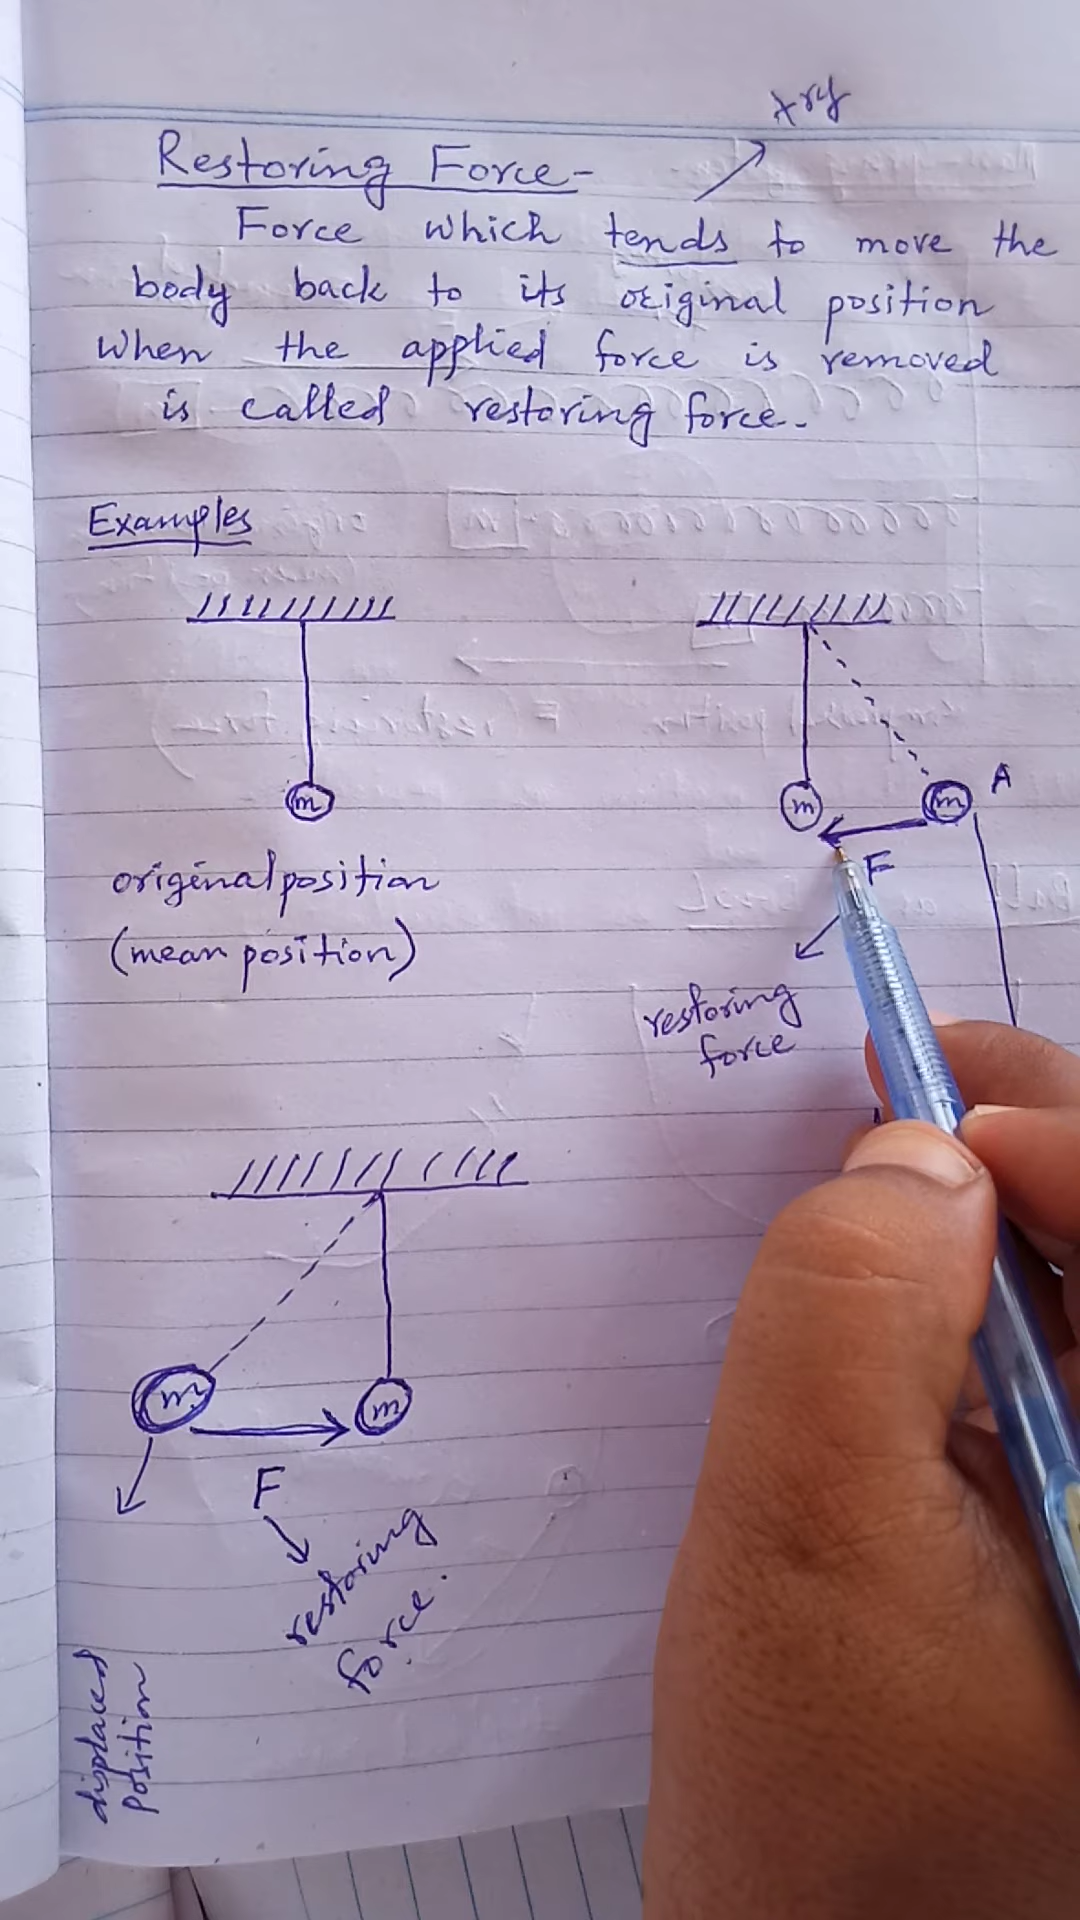 try
Restoring Force-
Force which tends to move the
body back to its original position
When the applied force is removed
is called restoring force.
Examples
m
original position
(mean position)
m
m
A
F
restoring
force
m
m
F
restoring
force.
displaced
position